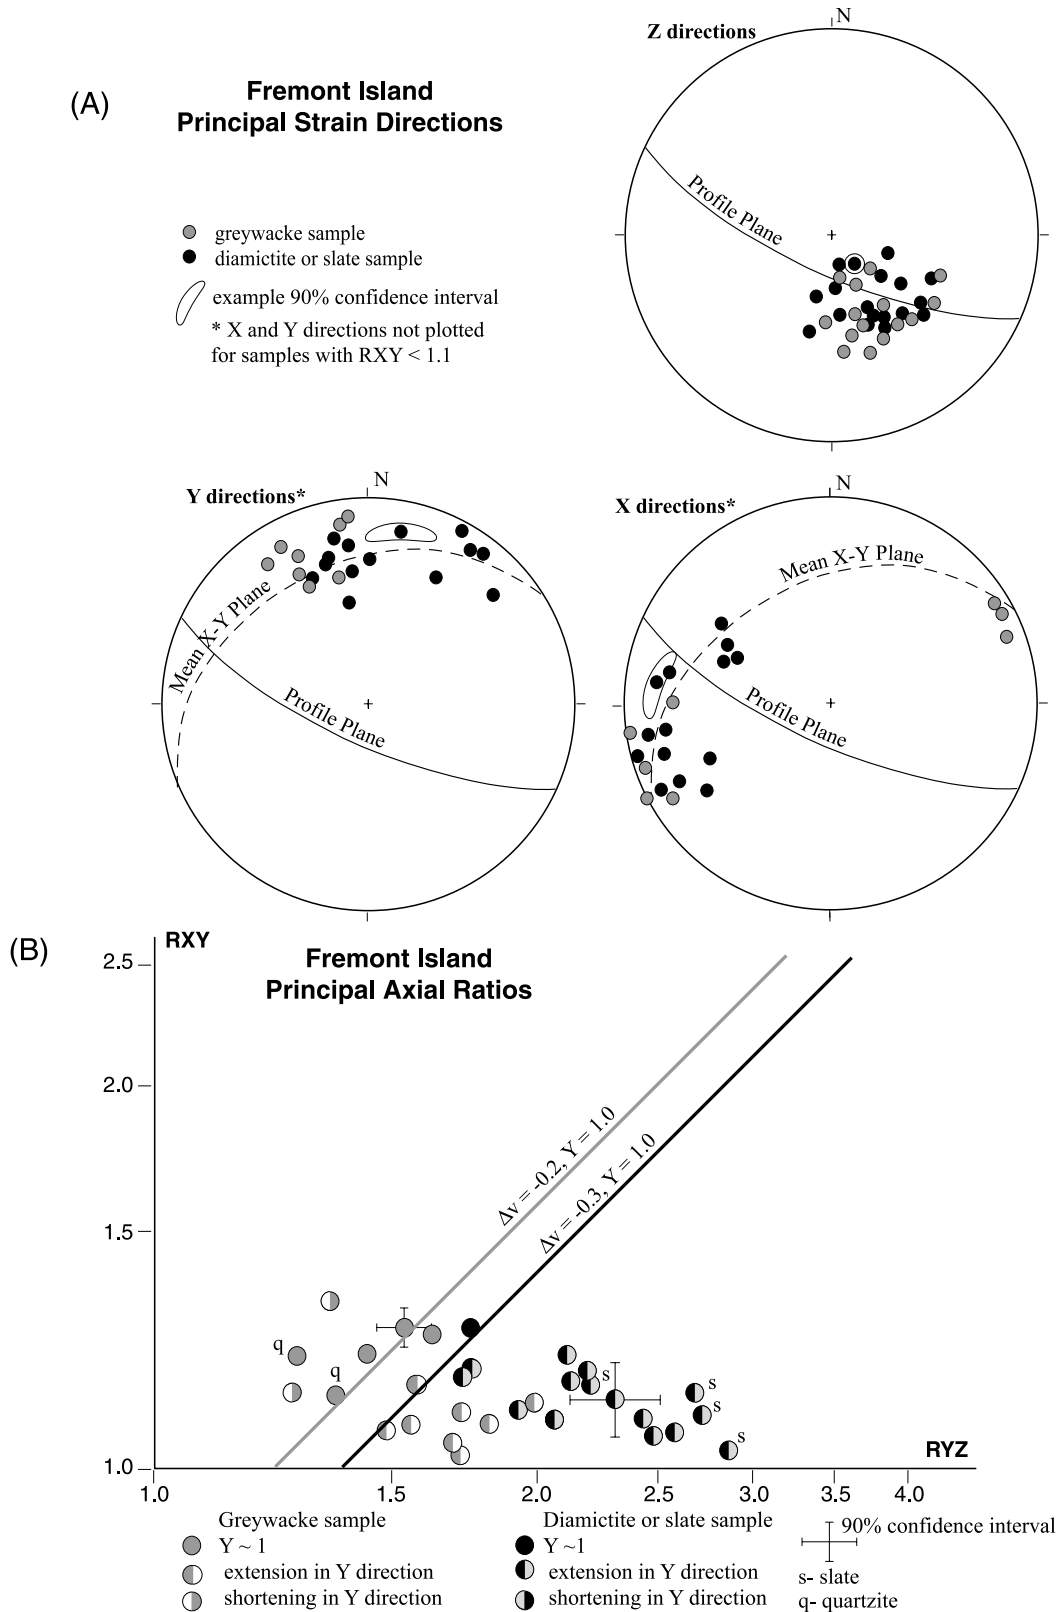 (A)
Fremont Island
Principal Strain Directions
greywacke sample
diamictite or slate sample
example 90% confidence interval
* X and Y directions not plotted
for samples with RXY < 1.1
Z directions
N
Profile Plane
Y directions*
N
Mean X-Y Plane
Profile Plane
X directions*
N
Mean X-Y Plane
Profile Plane
(B)
RXY
Fremont Island
Principal Axial Ratios
2.5
2.0
1.5
1.0
Δv = -0.2, Y = 1.0
Δv = -0.3, Y = 1.0
q
q
s
s
s
s
RYZ
1.0
1.5
2.0
2.5
3.0
3.5
4.0
Greywacke sample
Y ~ 1
extension in Y direction
shortening in Y direction
Diamictite or slate sample
Y ~1
extension in Y direction
shortening in Y direction
90% confidence interval
s- slate
q- quartzite